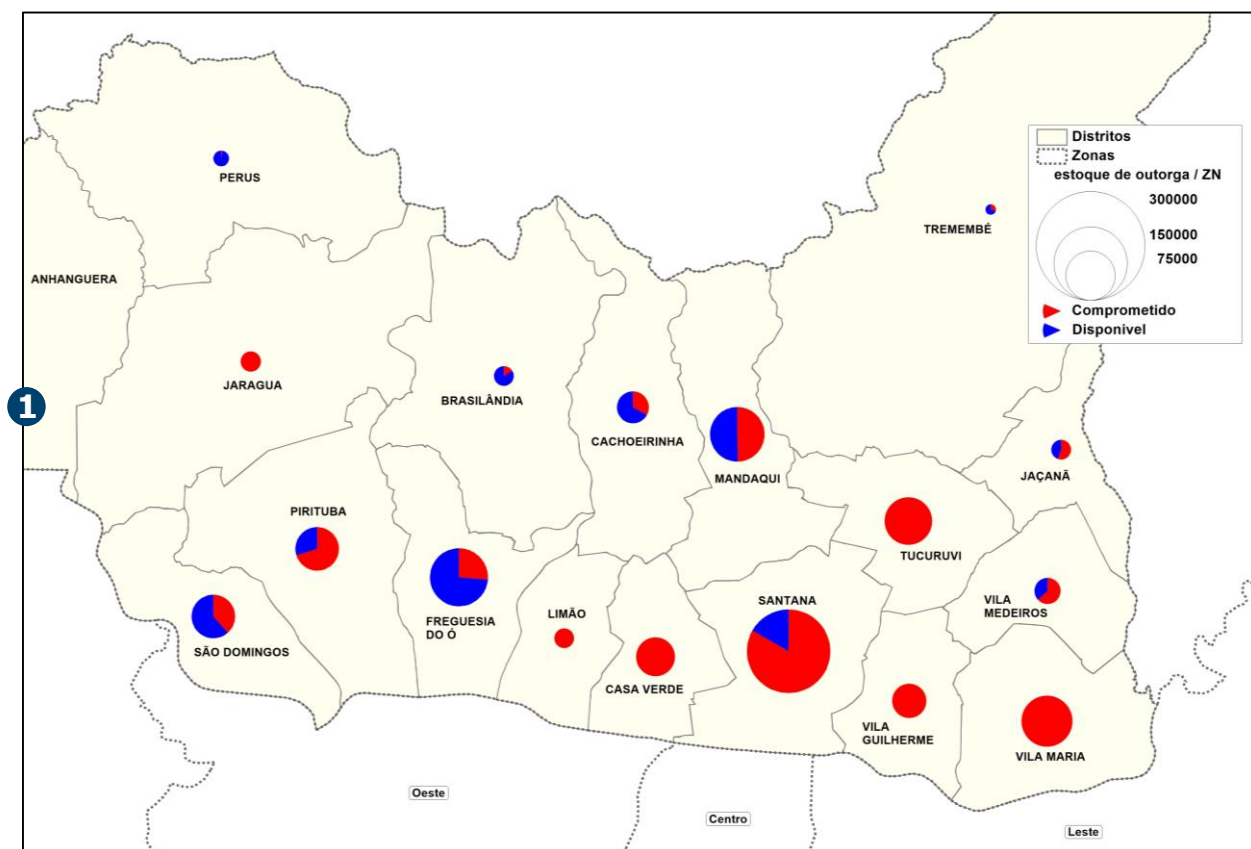 Distritos
Zonas
estoque de outorga / ZN
300000
150000
75000
Comprometido
Disponivel
PERUS
TREMEMBÉ
ANHANGUERA
JARAGUA
BRASILÂNDIA
1
CACHOEIRINHA
MANDAQUI
JAÇANÃ
PIRITUBA
TUCURUVI
SÃO DOMINGOS
FREGUESIA
DO Ó
LIMÃO
CASA VERDE
SANTANA
VILA
MEDEIROS
VILA
GUILHERME
VILA MARIA
Oeste
Centro
Leste